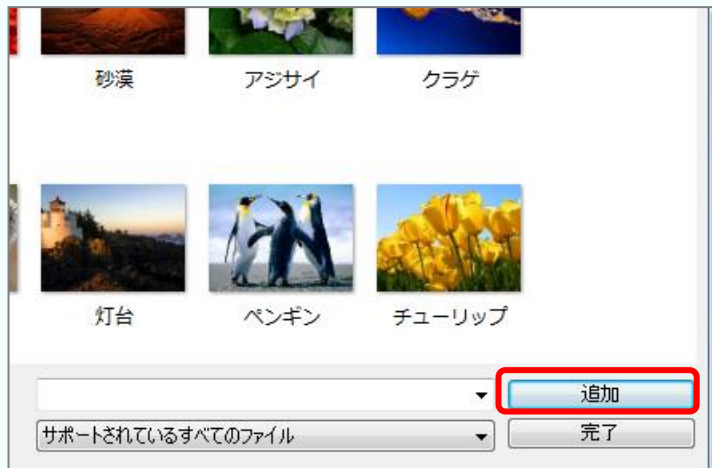 砂漠 アジサイ クラゲ
灯台 ペンギン チューリップ
追加
サポートされているすべてのファイル 完了